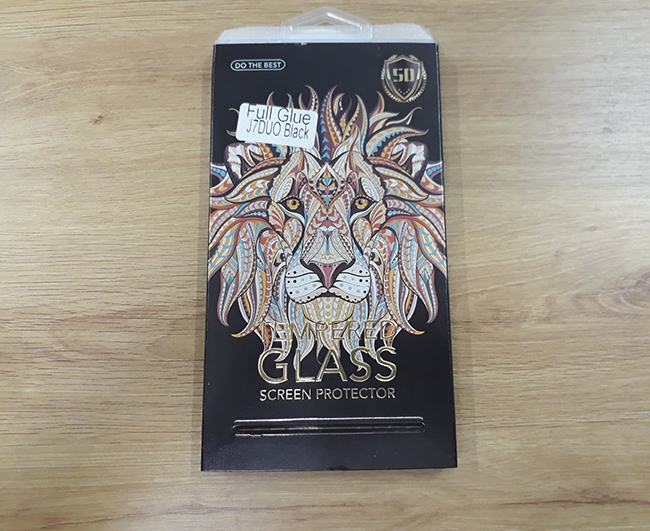 DO THE BEST
5D
Full Glue
J7DUO Black
TEMPERED
GLASS
SCREEN PROTECTOR